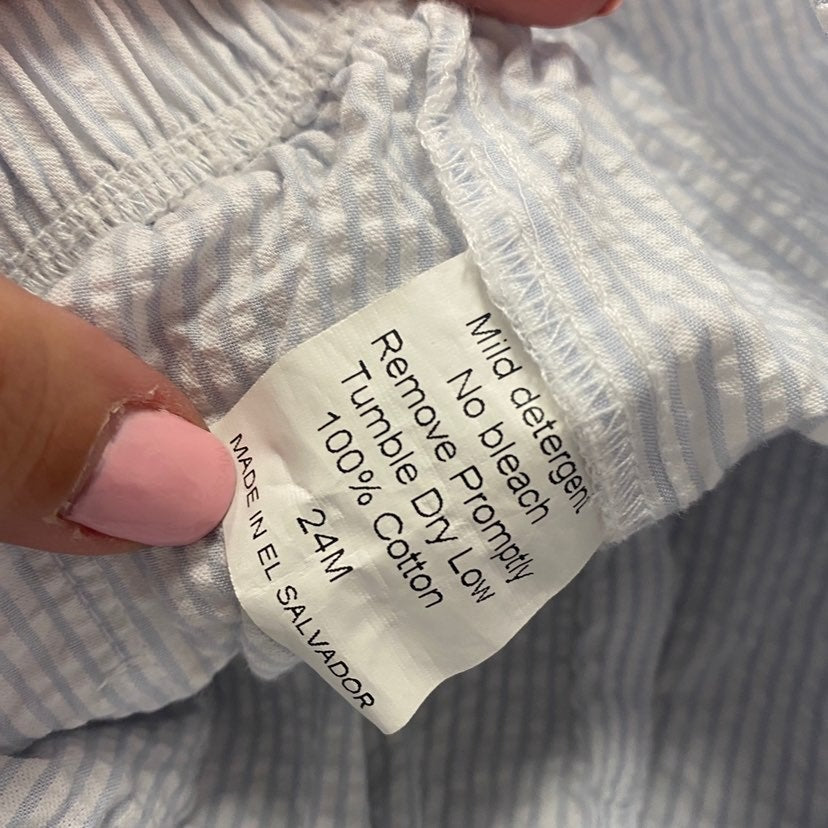 Mild detergent
No bleach
Remove Promptly
Tumble Dry Low
100% Cotton
24M
MADE IN EL SALVADOR